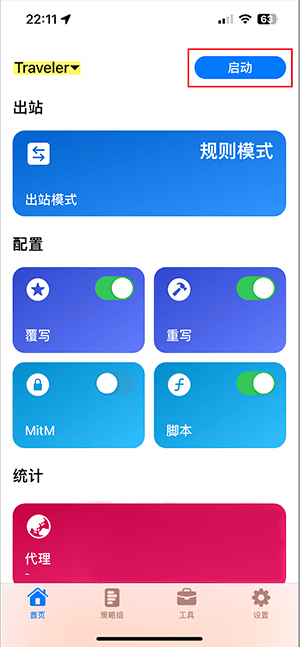 22:11
63
Traveler
启动
出站
规则模式
出站模式
配置
覆写
重写
MitM
脚本
统计
代理
-
首页
策略组
工具
设置